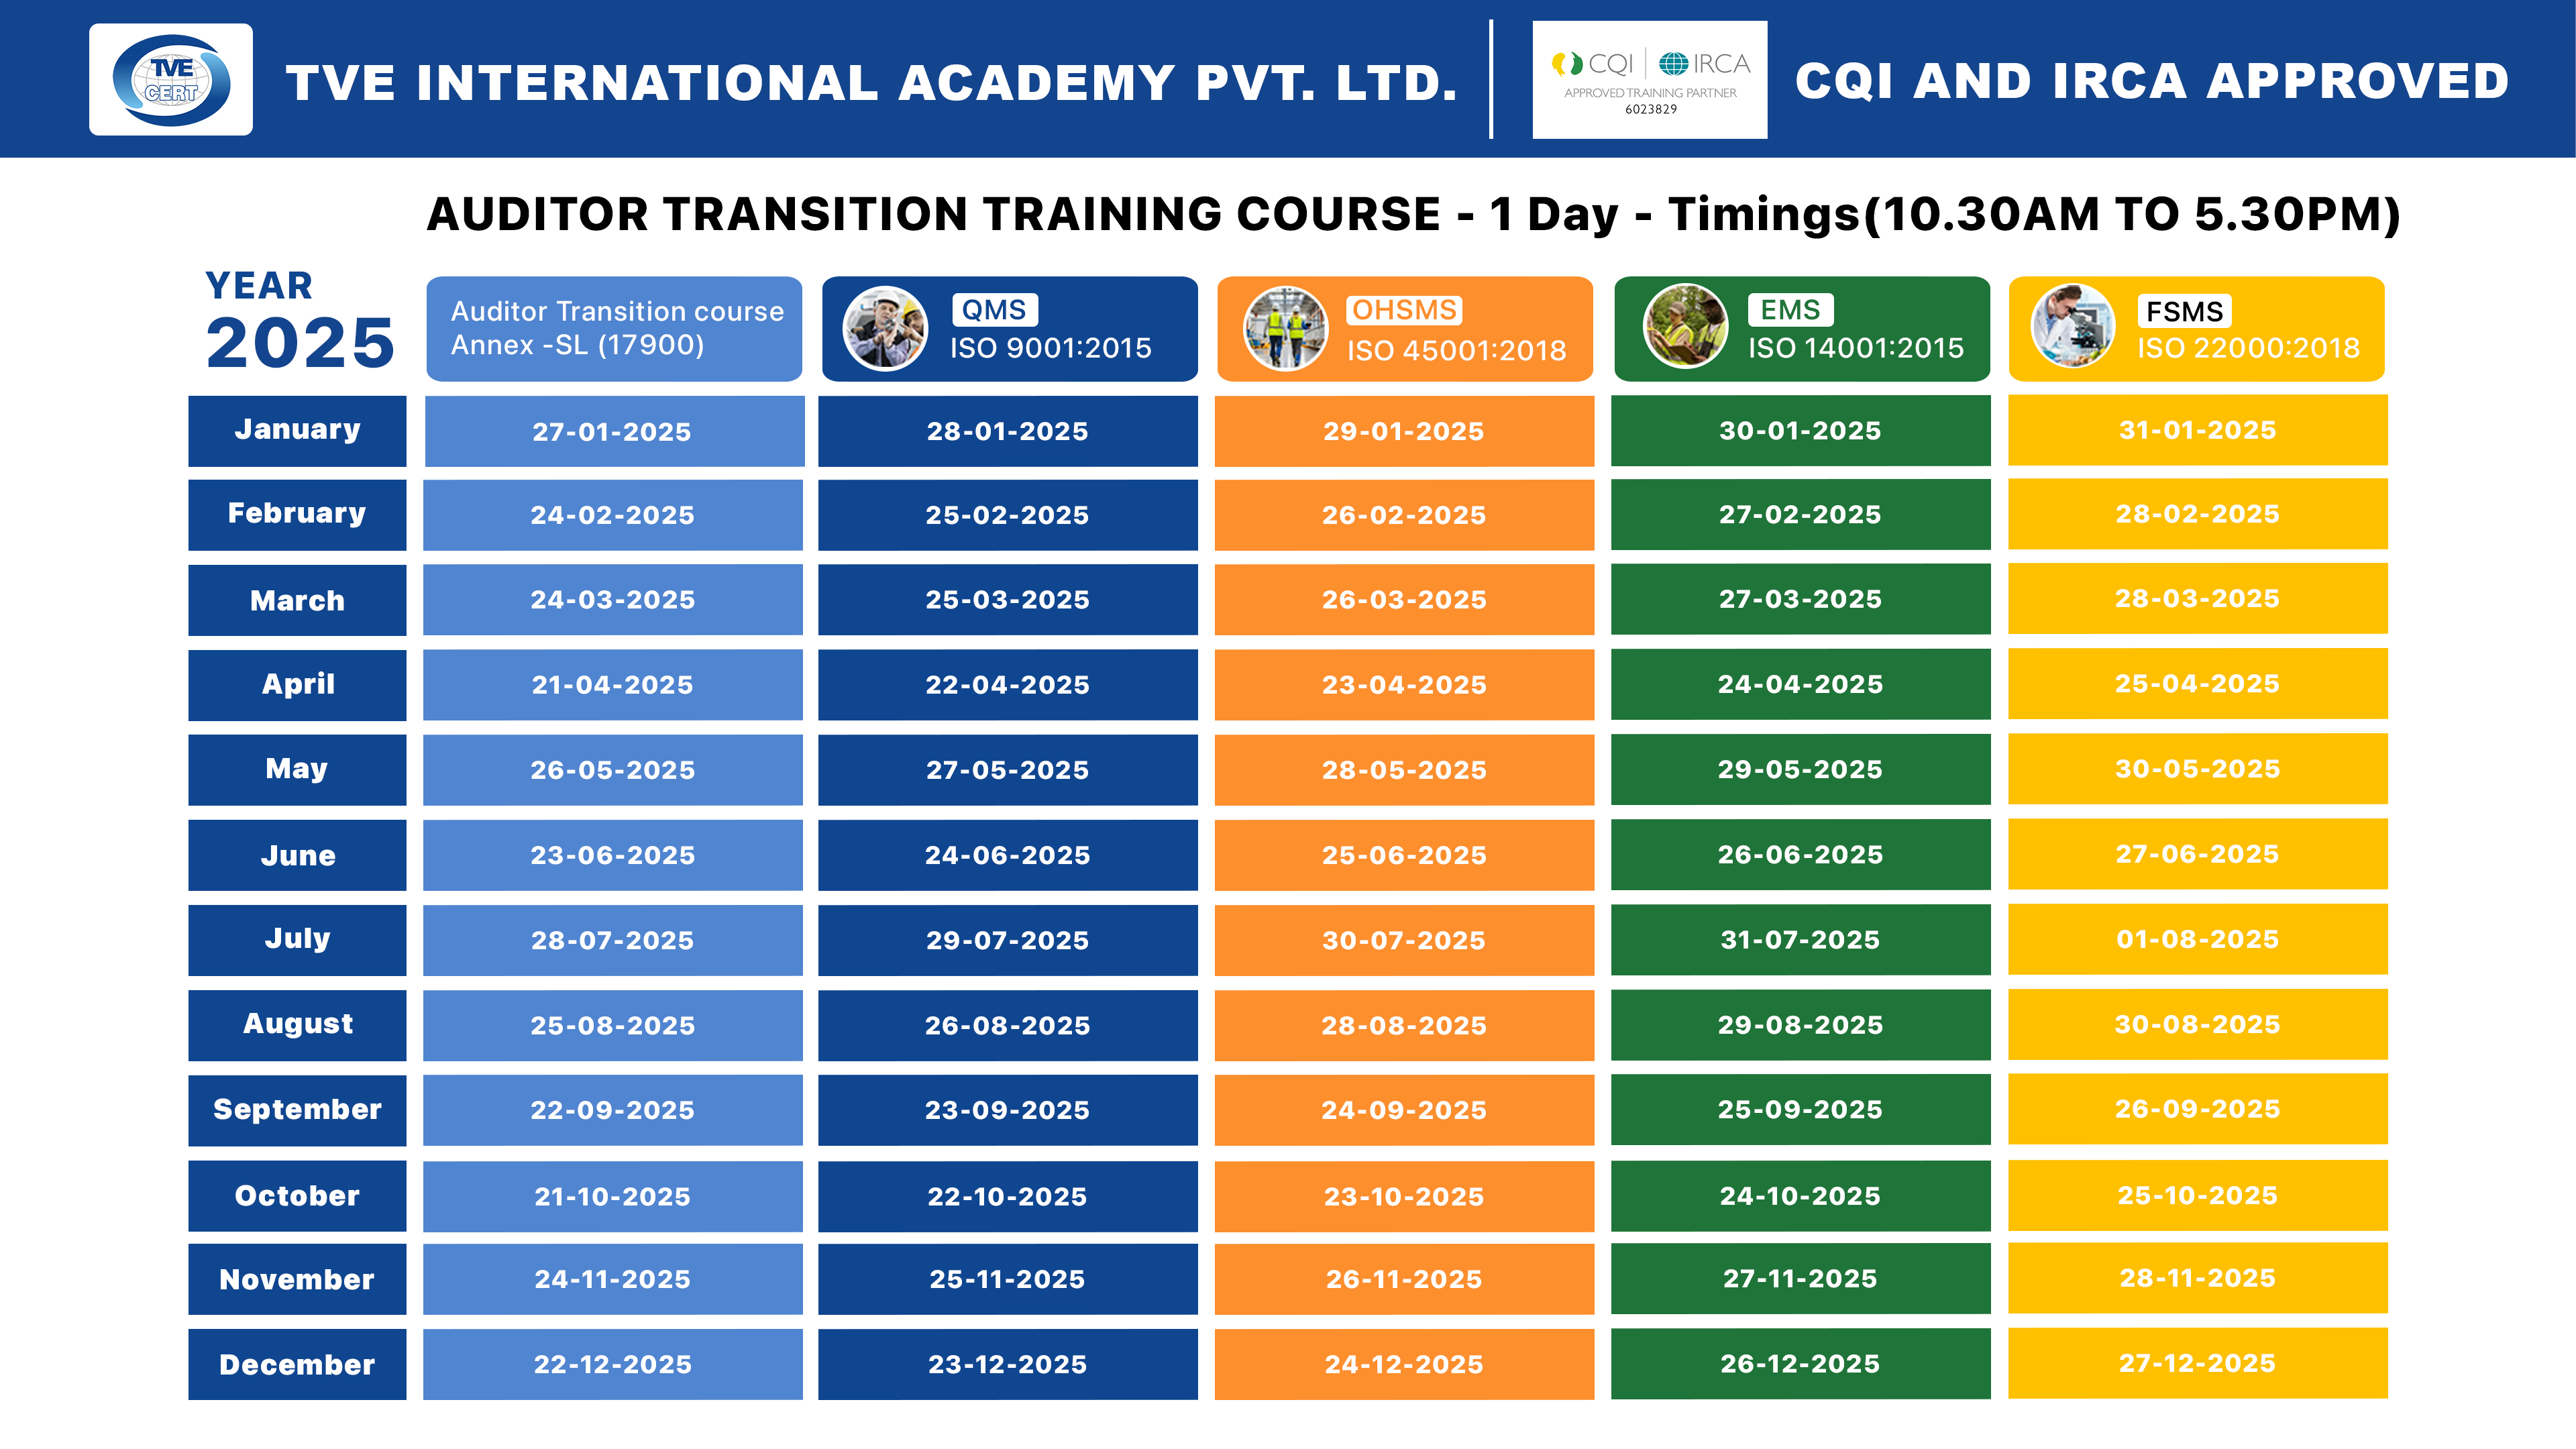 TVE CERT
TVE INTERNATIONAL ACADEMY PVT. LTD.
CQI | IRCA
APPROVED TRAINING PARTNER
6023829
CQI AND IRCA APPROVED
AUDITOR TRANSITION TRAINING COURSE - 1 Day - Timings(10.30AM TO 5.30PM)
YEAR
2025
Auditor Transition course
Annex -SL (17900)
QMS
ISO 9001:2015
OHSMS
ISO 45001:2018
EMS
ISO 14001:2015
FSMS
ISO 22000:2018
January 27-01-2025 28-01-2025 29-01-2025 30-01-2025 31-01-2025
February 24-02-2025 25-02-2025 26-02-2025 27-02-2025 28-02-2025
March 24-03-2025 25-03-2025 26-03-2025 27-03-2025 28-03-2025
April 21-04-2025 22-04-2025 23-04-2025 24-04-2025 25-04-2025
May 26-05-2025 27-05-2025 28-05-2025 29-05-2025 30-05-2025
June 23-06-2025 24-06-2025 25-06-2025 26-06-2025 27-06-2025
July 28-07-2025 29-07-2025 30-07-2025 31-07-2025 01-08-2025
August 25-08-2025 26-08-2025 28-08-2025 29-08-2025 30-08-2025
September 22-09-2025 23-09-2025 24-09-2025 25-09-2025 26-09-2025
October 21-10-2025 22-10-2025 23-10-2025 24-10-2025 25-10-2025
November 24-11-2025 25-11-2025 26-11-2025 27-11-2025 28-11-2025
December 22-12-2025 23-12-2025 24-12-2025 26-12-2025 27-12-2025